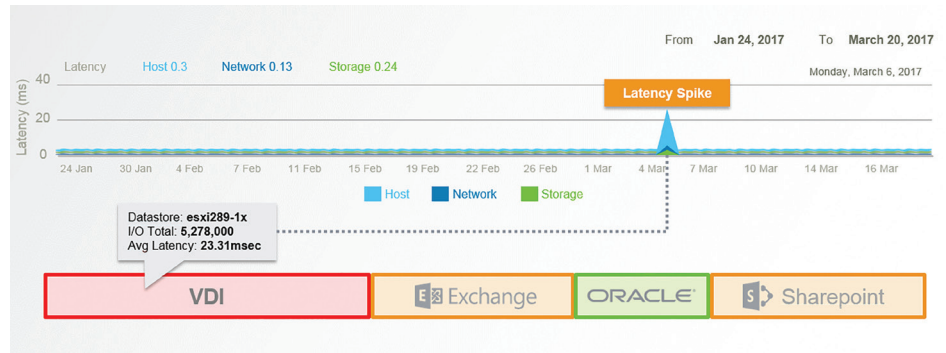 From Jan 24, 2017 To March 20, 2017
Latency Host 0.3 Network 0.13 Storage 0.24
Monday, March 6, 2017
Latency (ms)
40
Latency Spike
20
0
24 Jan 30 Jan 4 Feb 7 Feb 11 Feb 15 Feb 19 Feb 22 Feb 26 Feb 1 Mar 4 Mar 7 Mar 10 Mar 14 Mar 16 Mar
Host Network Storage
Datastore: esxi289-1x
I/O Total: 5,278,000
Avg Latency: 23.31msec
VDI E Exchange ORACLE S Sharepoint